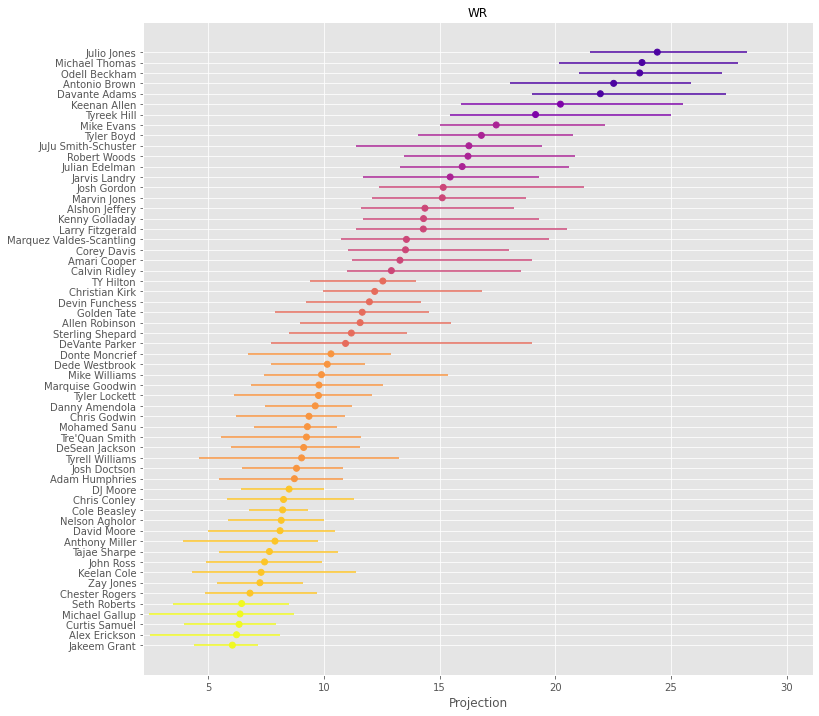 WR
Julio Jones
Michael Thomas
Odell Beckham
Antonio Brown
Davante Adams
Keenan Allen
Tyreek Hill
Mike Evans
Tyler Boyd
JuJu Smith-Schuster
Robert Woods
Julian Edelman
Jarvis Landry
Josh Gordon
Marvin Jones
Alshon Jeffery
Kenny Golladay
Larry Fitzgerald
Marquez Valdes-Scantling
Corey Davis
Amari Cooper
Calvin Ridley
TY Hilton
Christian Kirk
Devin Funchess
Golden Tate
Allen Robinson
Sterling Shepard
DeVante Parker
Donte Moncrief
Dede Westbrook
Mike Williams
Marquise Goodwin
Tyler Lockett
Danny Amendola
Chris Godwin
Mohamed Sanu
Tre'Quan Smith
DeSean Jackson
Tyrell Williams
Josh Doctson
Adam Humphries
DJ Moore
Chris Conley
Cole Beasley
Nelson Agholor
David Moore
Anthony Miller
Tajae Sharpe
John Ross
Keelan Cole
Zay Jones
Chester Rogers
Seth Roberts
Michael Gallup
Curtis Samuel
Alex Erickson
Jakeem Grant
5 10 15 20 25 30
Projection